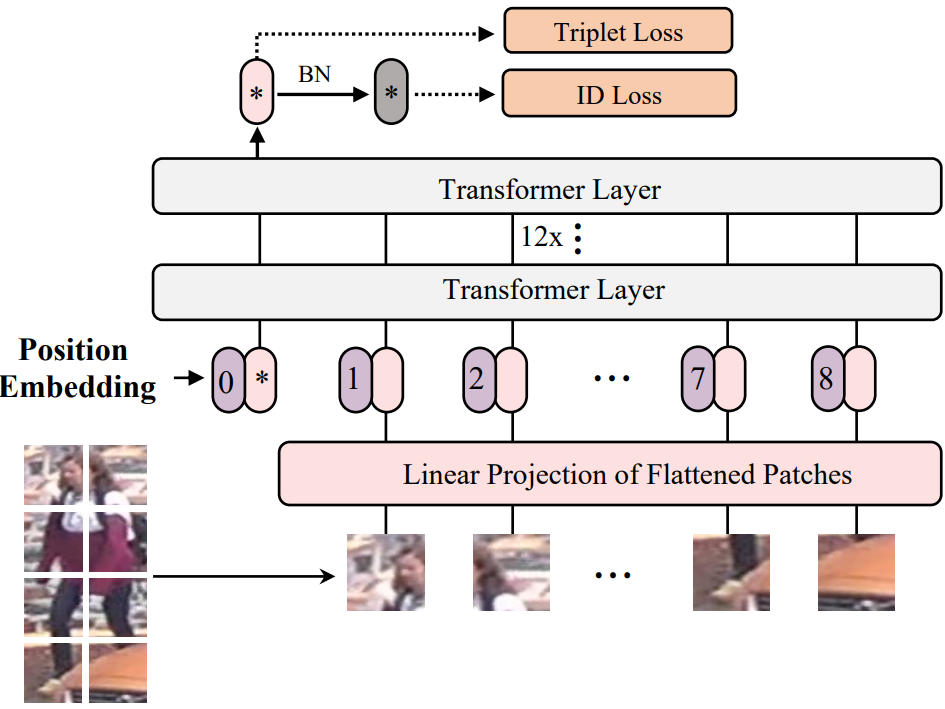 Triplet Loss
BN
* *
ID Loss
Transformer Layer
12x ⋮
Transformer Layer
Position
Embedding
0 * 1 2 ... 7 8
Linear Projection of Flattened Patches
...